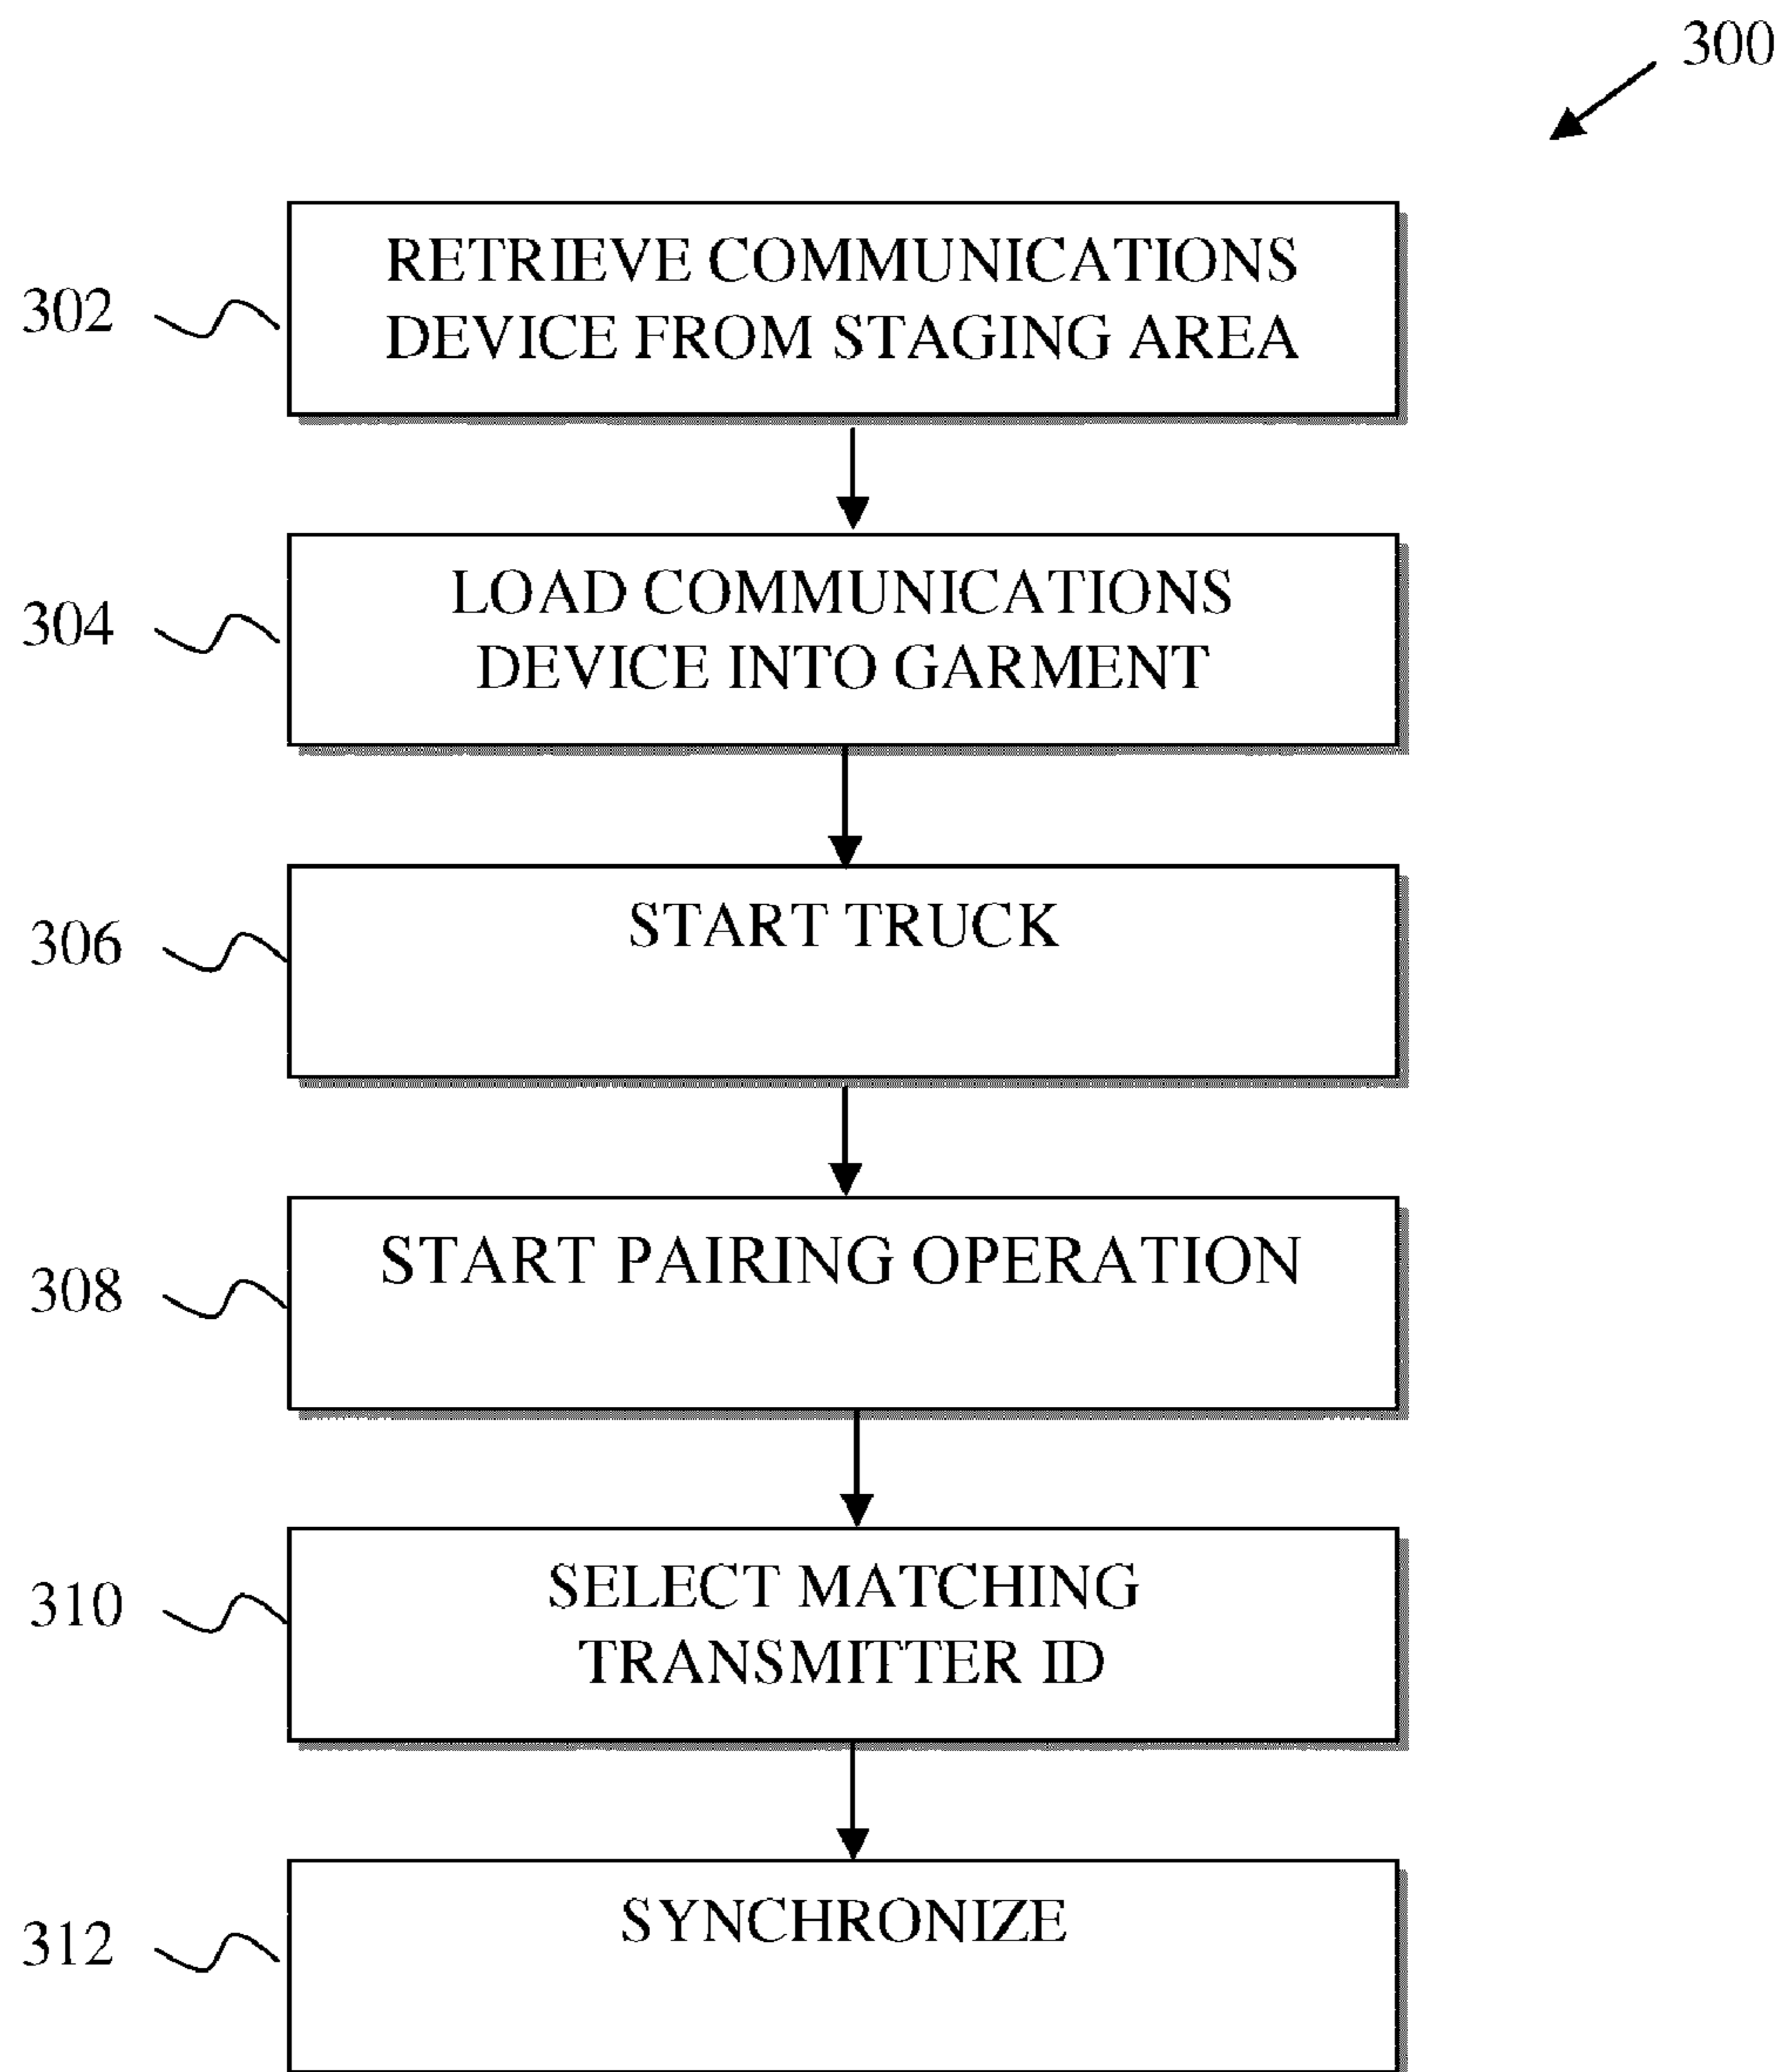 300
302
RETRIEVE COMMUNICATIONS
DEVICE FROM STAGING AREA
304
LOAD COMMUNICATIONS
DEVICE INTO GARMENT
306
START TRUCK
308
START PAIRING OPERATION
310
SELECT MATCHING
TRANSMITTER ID
312
SYNCHRONIZE